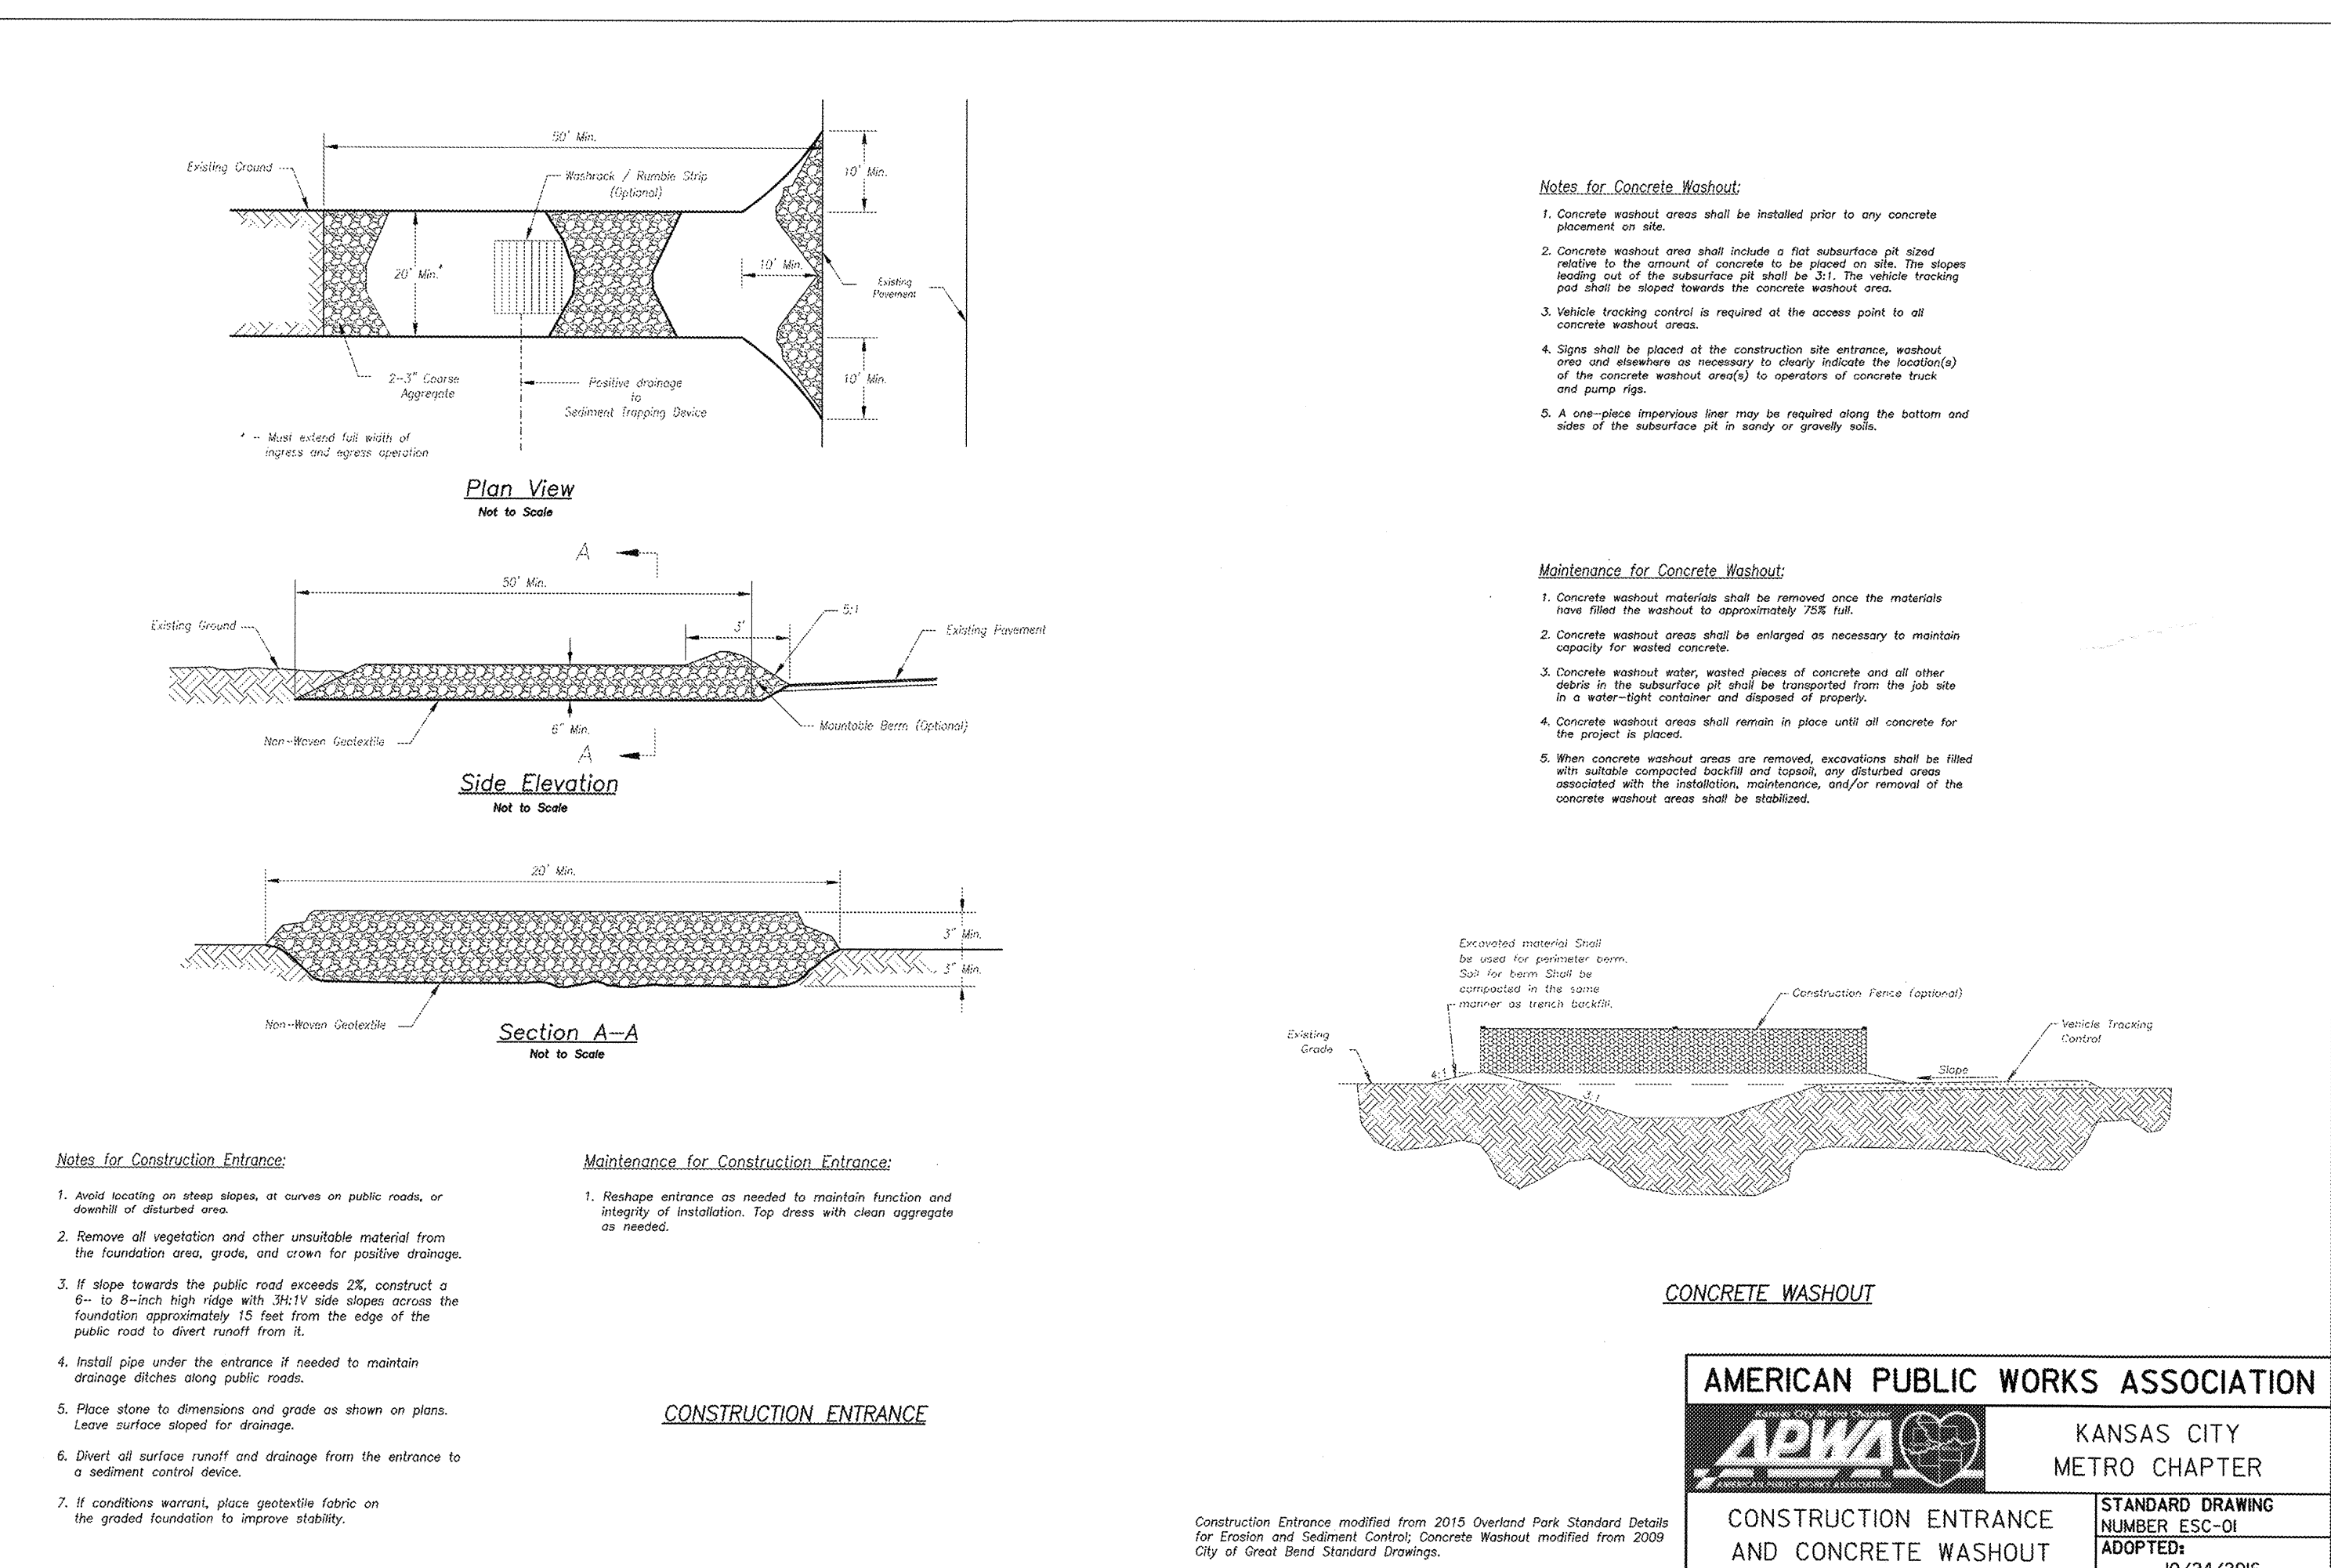 50' Min.
Existing Ground
Washrack / Rumble Strip
(Optional)
10' Min.
20' Min.*
10' Min.
Existing
Pavement
10' Min.
2-3" Coarse
Aggregate
Positive drainage
to
Sediment Trapping Device
* - Must extend full width of
ingress and egress operation
Plan View
Not to Scale
A
50' Min.
5:1
3'
Existing Ground
Existing Pavement
6" Min.
Mountable Berm (Optional)
Non-Woven Geotextile
A
Side Elevation
Not to Scale
20' Min.
3" Min.
3" Min.
Non-Woven Geotextile
Section A-A
Not to Scale
Notes for Construction Entrance:
1. Avoid locating on steep slopes, at curves on public roads, or
downhill of disturbed area.
2. Remove all vegetation and other unsuitable material from
the foundation area, grade, and crown for positive drainage.
3. If slope towards the public road exceeds 2%, construct a
6- to 8-inch high ridge with 3H:1V side slopes across the
foundation approximately 15 feet from the edge of the
public road to divert runoff from it.
4. Install pipe under the entrance if needed to maintain
drainage ditches along public roads.
5. Place stone to dimensions and grade as shown on plans.
Leave surface sloped for drainage.
6. Divert all surface runoff and drainage from the entrance to
a sediment control device.
7. If conditions warrant, place geotextile fabric on
the graded foundation to improve stability.
Maintenance for Construction Entrance:
1. Reshape entrance as needed to maintain function and
integrity of installation. Top dress with clean aggregate
as needed.
CONSTRUCTION ENTRANCE
Notes for Concrete Washout:
1. Concrete washout areas shall be installed prior to any concrete
placement on site.
2. Concrete washout area shall include a flat subsurface pit sized
relative to the amount of concrete to be placed on site. The slopes
leading out of the subsurface pit shall be 3:1. The vehicle tracking
pad shall be sloped towards the concrete washout area.
3. Vehicle tracking control is required at the access point to all
concrete washout areas.
4. Signs shall be placed at the construction site entrance, washout
area and elsewhere as necessary to clearly indicate the location(s)
of the concrete washout area(s) to operators of concrete truck
and pump rigs.
5. A one-piece impervious liner may be required along the bottom and
sides of the subsurface pit in sandy or gravelly soils.
Maintenance for Concrete Washout:
1. Concrete washout materials shall be removed once the materials
have filled the washout to approximately 75% full.
2. Concrete washout areas shall be enlarged as necessary to maintain
capacity for wasted concrete.
3. Concrete washout water, wasted pieces of concrete and all other
debris in the subsurface pit shall be transported from the job site
in a water-tight container and disposed of properly.
4. Concrete washout areas shall remain in place until all concrete for
the project is placed.
5. When concrete washout areas are removed, excavations shall be filled
with suitable compacted backfill and topsoil, any disturbed areas
associated with the installation, maintenance, and/or removal of the
concrete washout areas shall be stabilized.
Excavated material Shall
be used for perimeter berm.
Soil for berm Shall be
compacted in the same
manner as trench backfill.
Construction Fence (optional)
Existing
Grade
Vehicle Tracking
Control
4:1
Slope
3:1
CONCRETE WASHOUT
Construction Entrance modified from 2015 Overland Park Standard Details
for Erosion and Sediment Control; Concrete Washout modified from 2009
City of Great Bend Standard Drawings.
AMERICAN PUBLIC WORKS ASSOCIATION
Kansas City Metro Chapter
APWA
AMERICAN PUBLIC WORKS ASSOCIATION
KANSAS CITY
METRO CHAPTER
CONSTRUCTION ENTRANCE
AND CONCRETE WASHOUT
STANDARD DRAWING
NUMBER ESC-01
ADOPTED: